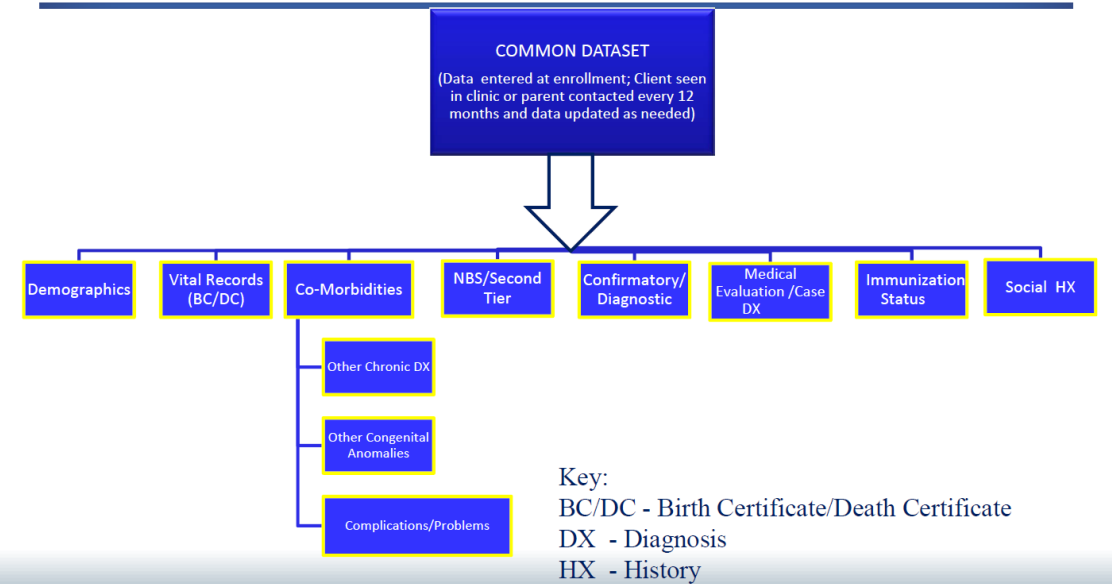 COMMON DATASET
(Data entered at enrollment; Client seen
in clinic or parent contacted every 12
months and data updated as needed)
Demographics
Vital Records
(BC/DC)
Co-Morbidities
NBS/Second
Tier
Confirmatory/
Diagnostic
Medical
Evaluation /Case
DX
Immunization
Status
Social HX
Other Chronic DX
Other Congenital
Anomalies
Complications/Problems
Key:
BC/DC - Birth Certificate/Death Certificate
DX - Diagnosis
HX - History